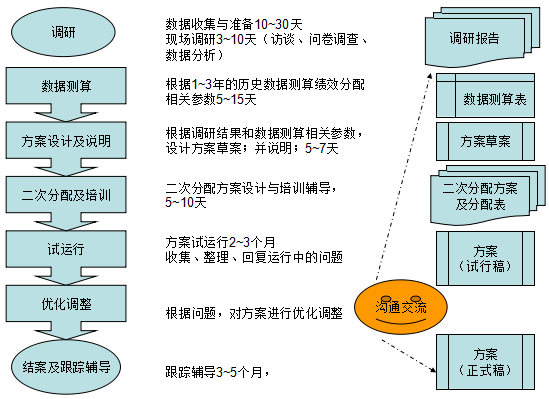 调研
数据收集与准备10~30天
现场调研3~10天（访谈、问卷调查、
数据分析）
调研报告
数据测算
根据1~3年的历史数据测算绩效分配
相关参数5~15天
数据测算表
方案设计及说明
根据调研结果和数据测算相关参数，
设计方案草案；并说明；5~7天
方案草案
二次分配及培训
二次分配方案设计与培训辅导，
5~10天
二次分配方案
及分配表
试运行
方案试运行2~3个月
收集、整理、回复运行中的问题
方案
（试行稿）
优化调整
根据问题，对方案进行优化调整
沟通交流
结案及跟踪辅导
跟踪辅导3~5个月，
方案
（正式稿）